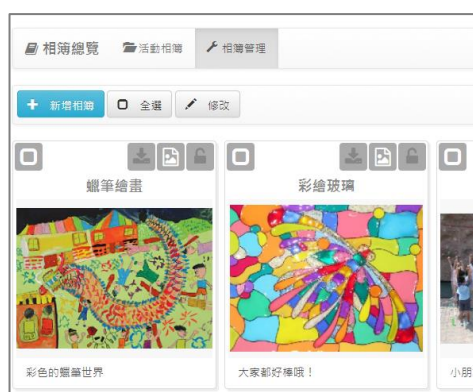 相簿總覽 活動相簿 相簿管理
新增相簿 全選 修改
蠟筆繪畫 彩繪玻璃
彩色的蠟筆世界 大家都好棒哦！ 小朋